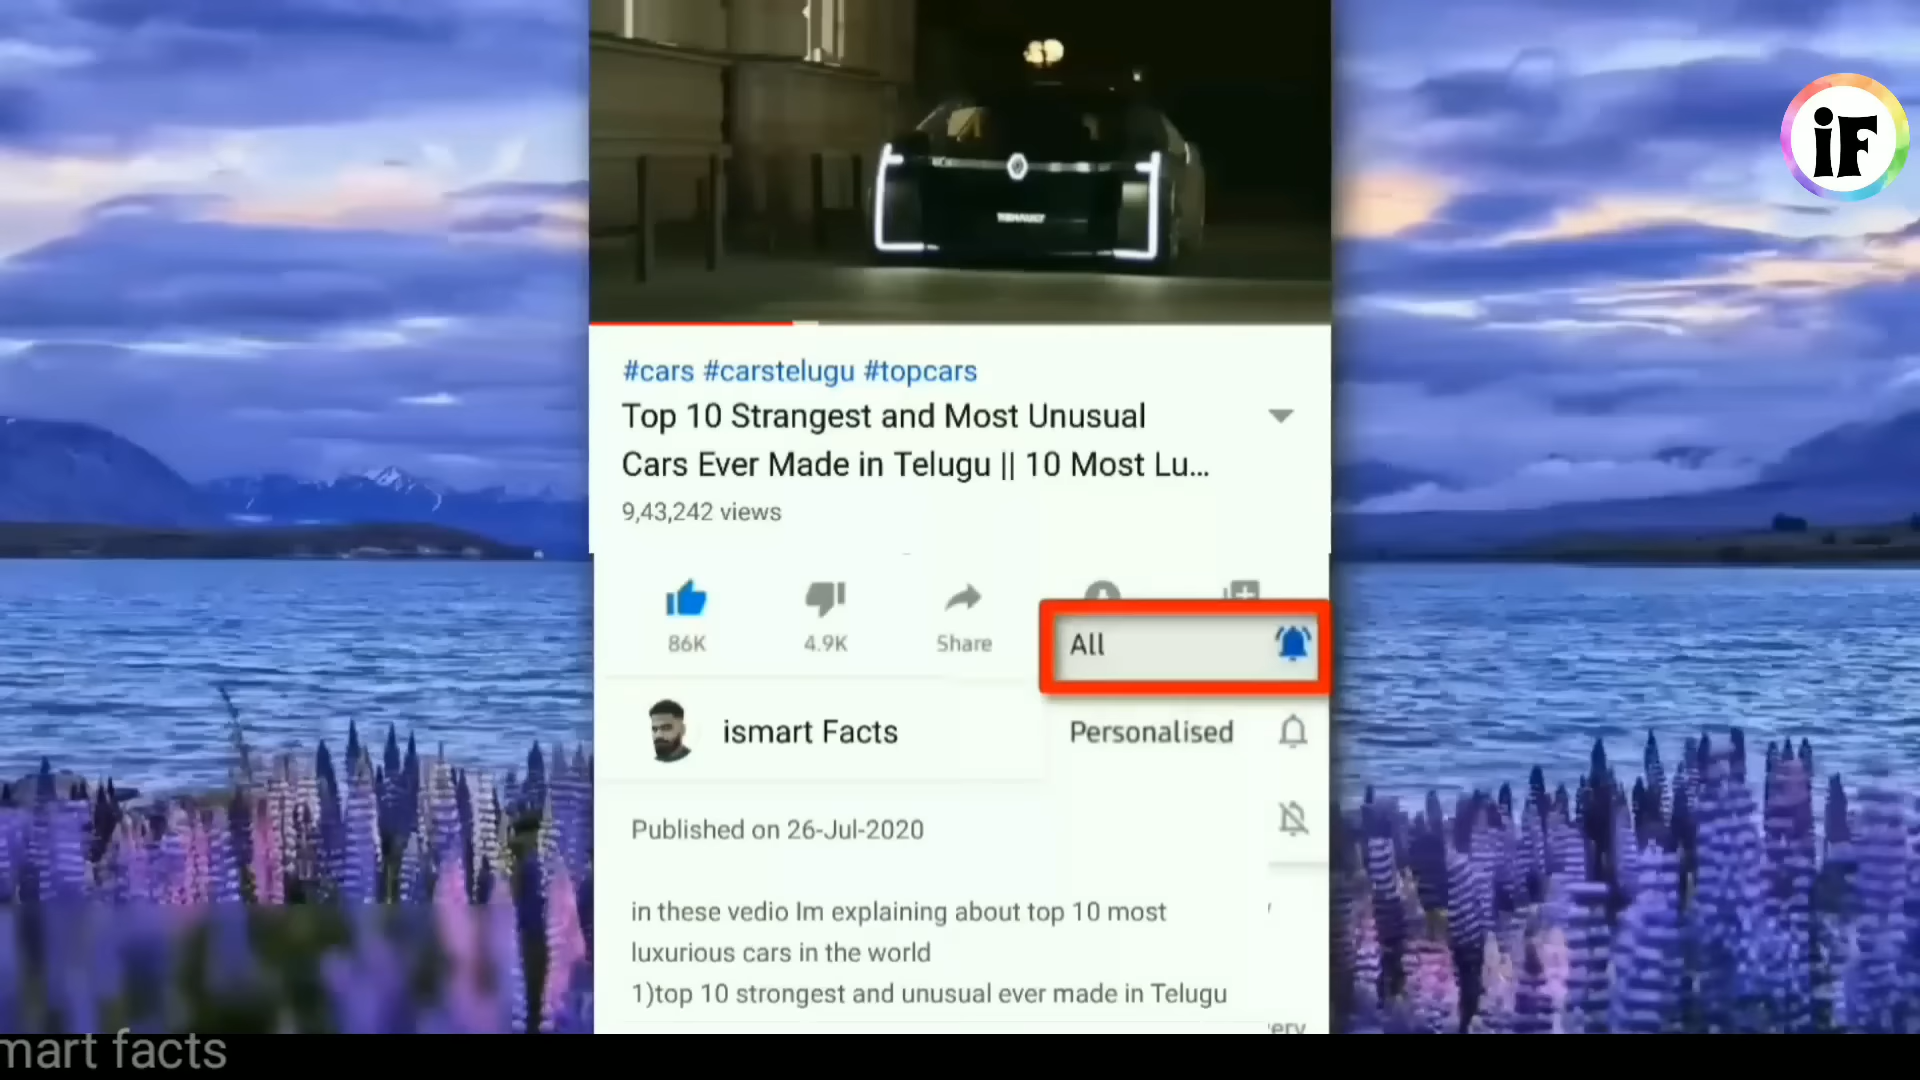 iF
RENAULT
#cars #carstelugu #topcars
Top 10 Strangest and Most Unusual
Cars Ever Made in Telugu || 10 Most Lu...
9,43,242 views
86K
4.9K
Share
All
ismart Facts
Personalised
Published on 26-Jul-2020
in these vedio Im explaining about top 10 most
luxurious cars in the world
1)top 10 strongest and unusual ever made in Telugu
mart facts